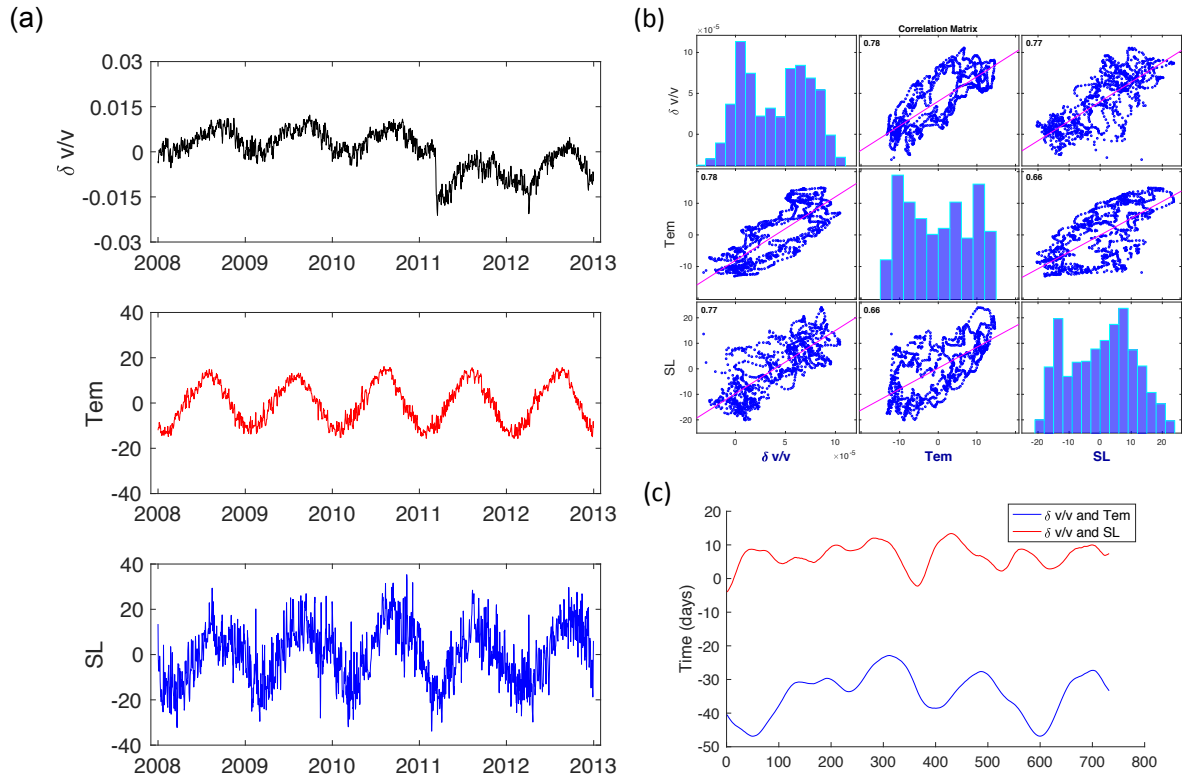 (a)
0.03
0.015
0
-0.015
-0.03
δ v/v
2008 2009 2010 2011 2012 2013
40
20
0
-20
-40
Tem
2008 2009 2010 2011 2012 2013
40
20
0
-20
-40
SL
2008 2009 2010 2011 2012 2013
(b)
Correlation Matrix
×10-5
10
5
0
δ v/v
0.78
0.77
10
0
-10
Tem
0.78
0.66
20
10
0
-10
-20
SL
0.77
0.66
0 5 10
×10-5
δ v/v
-10 0 10
Tem
-20 -10 0 10 20
SL
(c)
20
10
0
-10
-20
-30
-40
-50
Time (days)
δ v/v and Tem
δ v/v and SL
0 100 200 300 400 500 600 700 800